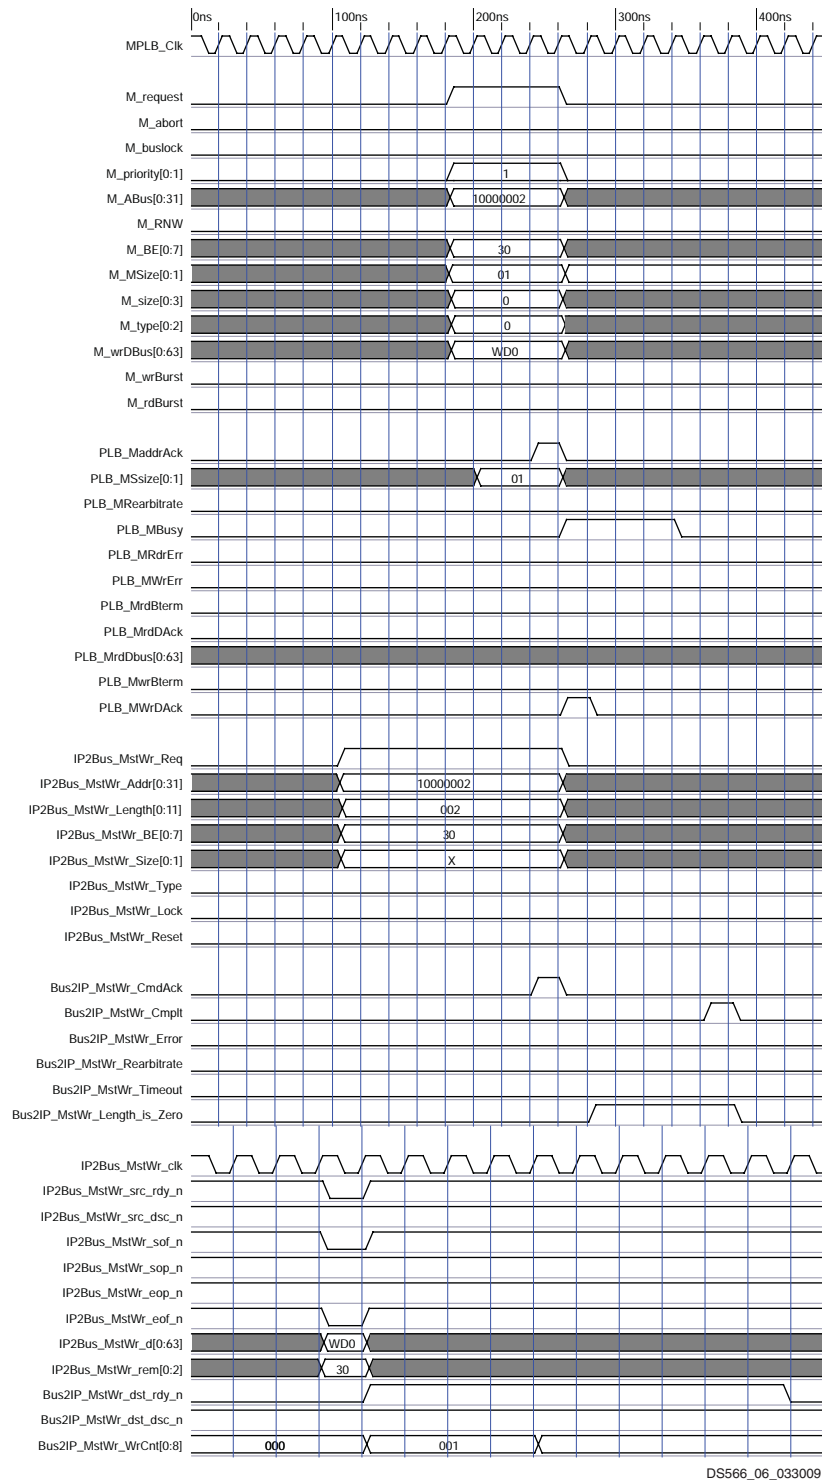 0ns 100ns 200ns 300ns 400ns
MPLB_Clk
M_request
M_abort
M_buslock
M_priority[0:1] 1
M_ABus[0:31] 10000002
M_RNW
M_BE[0:7] 30
M_MSize[0:1] 01
M_size[0:3] 0
M_type[0:2] 0
M_wrDBus[0:63] WD0
M_wrBurst
M_rdBurst
PLB_MaddrAck
PLB_MSsize[0:1] 01
PLB_MRearbitrate
PLB_MBusy
PLB_MRdrErr
PLB_MWrErr
PLB_MrdBterm
PLB_MrdDAck
PLB_MrdDbus[0:63]
PLB_MwrBterm
PLB_MWrDAck
IP2Bus_MstWr_Req
IP2Bus_MstWr_Addr[0:31] 10000002
IP2Bus_MstWr_Length[0:11] 002
IP2Bus_MstWr_BE[0:7] 30
IP2Bus_MstWr_Size[0:1] X
IP2Bus_MstWr_Type
IP2Bus_MstWr_Lock
IP2Bus_MstWr_Reset
Bus2IP_MstWr_CmdAck
Bus2IP_MstWr_Cmplt
Bus2IP_MstWr_Error
Bus2IP_MstWr_Rearbitrate
Bus2IP_MstWr_Timeout
Bus2IP_MstWr_Length_is_Zero
IP2Bus_MstWr_clk
IP2Bus_MstWr_src_rdy_n
IP2Bus_MstWr_src_dsc_n
IP2Bus_MstWr_sof_n
IP2Bus_MstWr_sop_n
IP2Bus_MstWr_eop_n
IP2Bus_MstWr_eof_n
IP2Bus_MstWr_d[0:63] WD0
IP2Bus_MstWr_rem[0:2] 30
Bus2IP_MstWr_dst_rdy_n
Bus2IP_MstWr_dst_dsc_n
Bus2IP_MstWr_WrCnt[0:8] 000 001
DS566_06_033009